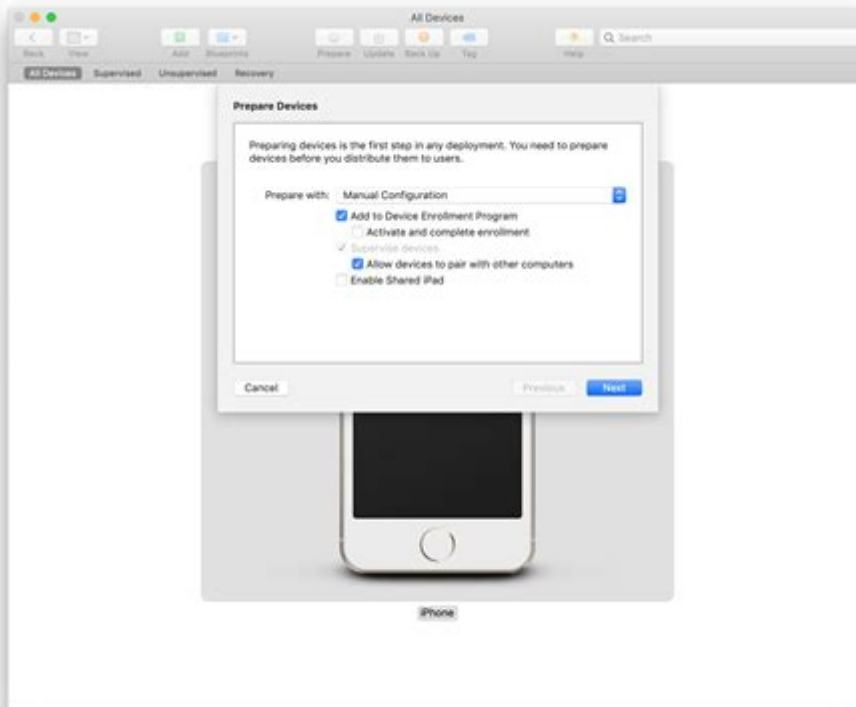 All Devices
Back View Add Blueprints Prepare Update Back Up Tag Help Search
All Devices Supervised Unsupervised Recovery
Prepare Devices
Preparing devices is the first step in any deployment. You need to prepare
devices before you distribute them to users.
Prepare with: Manual Configuration
Add to Device Enrollment Program
Activate and complete enrollment
Supervise devices
Allow devices to pair with other computers
Enable Shared iPad
Cancel Previous Next
iPhone